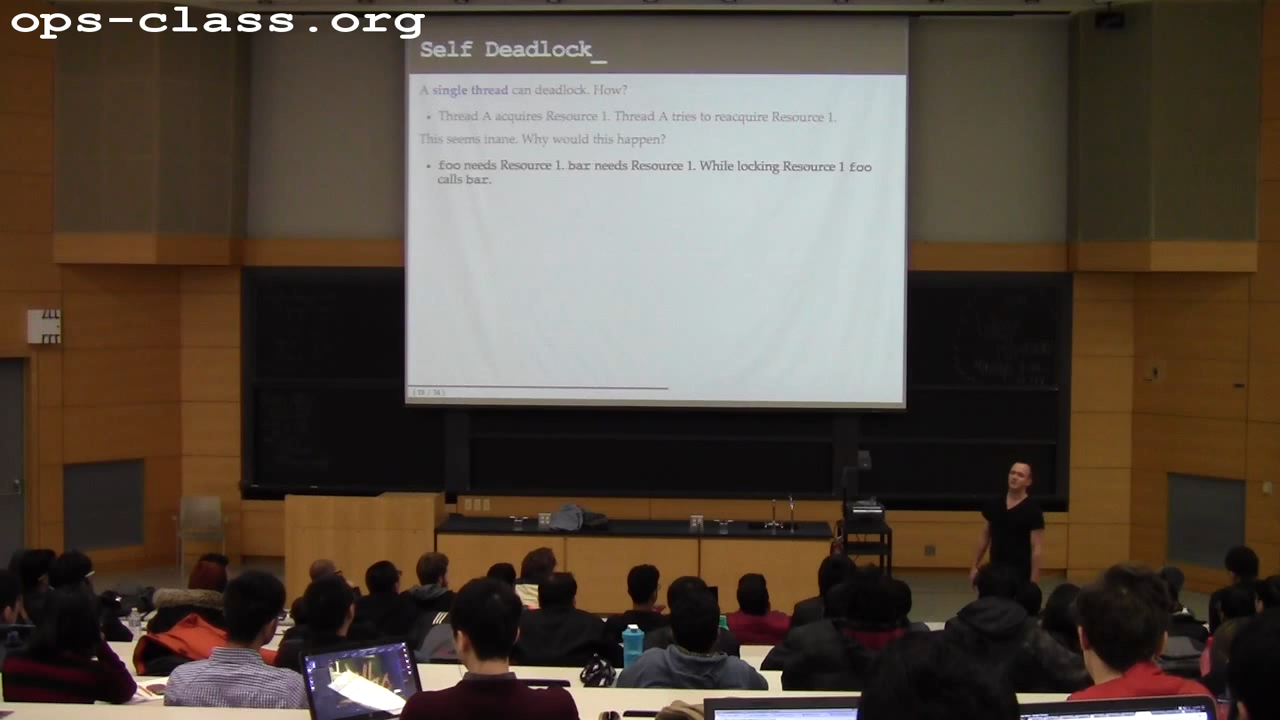 ops-class.org
Self Deadlock_
A single thread can deadlock. How?
• Thread A acquires Resource 1. Thread A tries to reacquire Resource 1.
This seems inane. Why would this happen?
• foo needs Resource 1. bar needs Resource 1. While locking Resource 1 foo
calls bar.